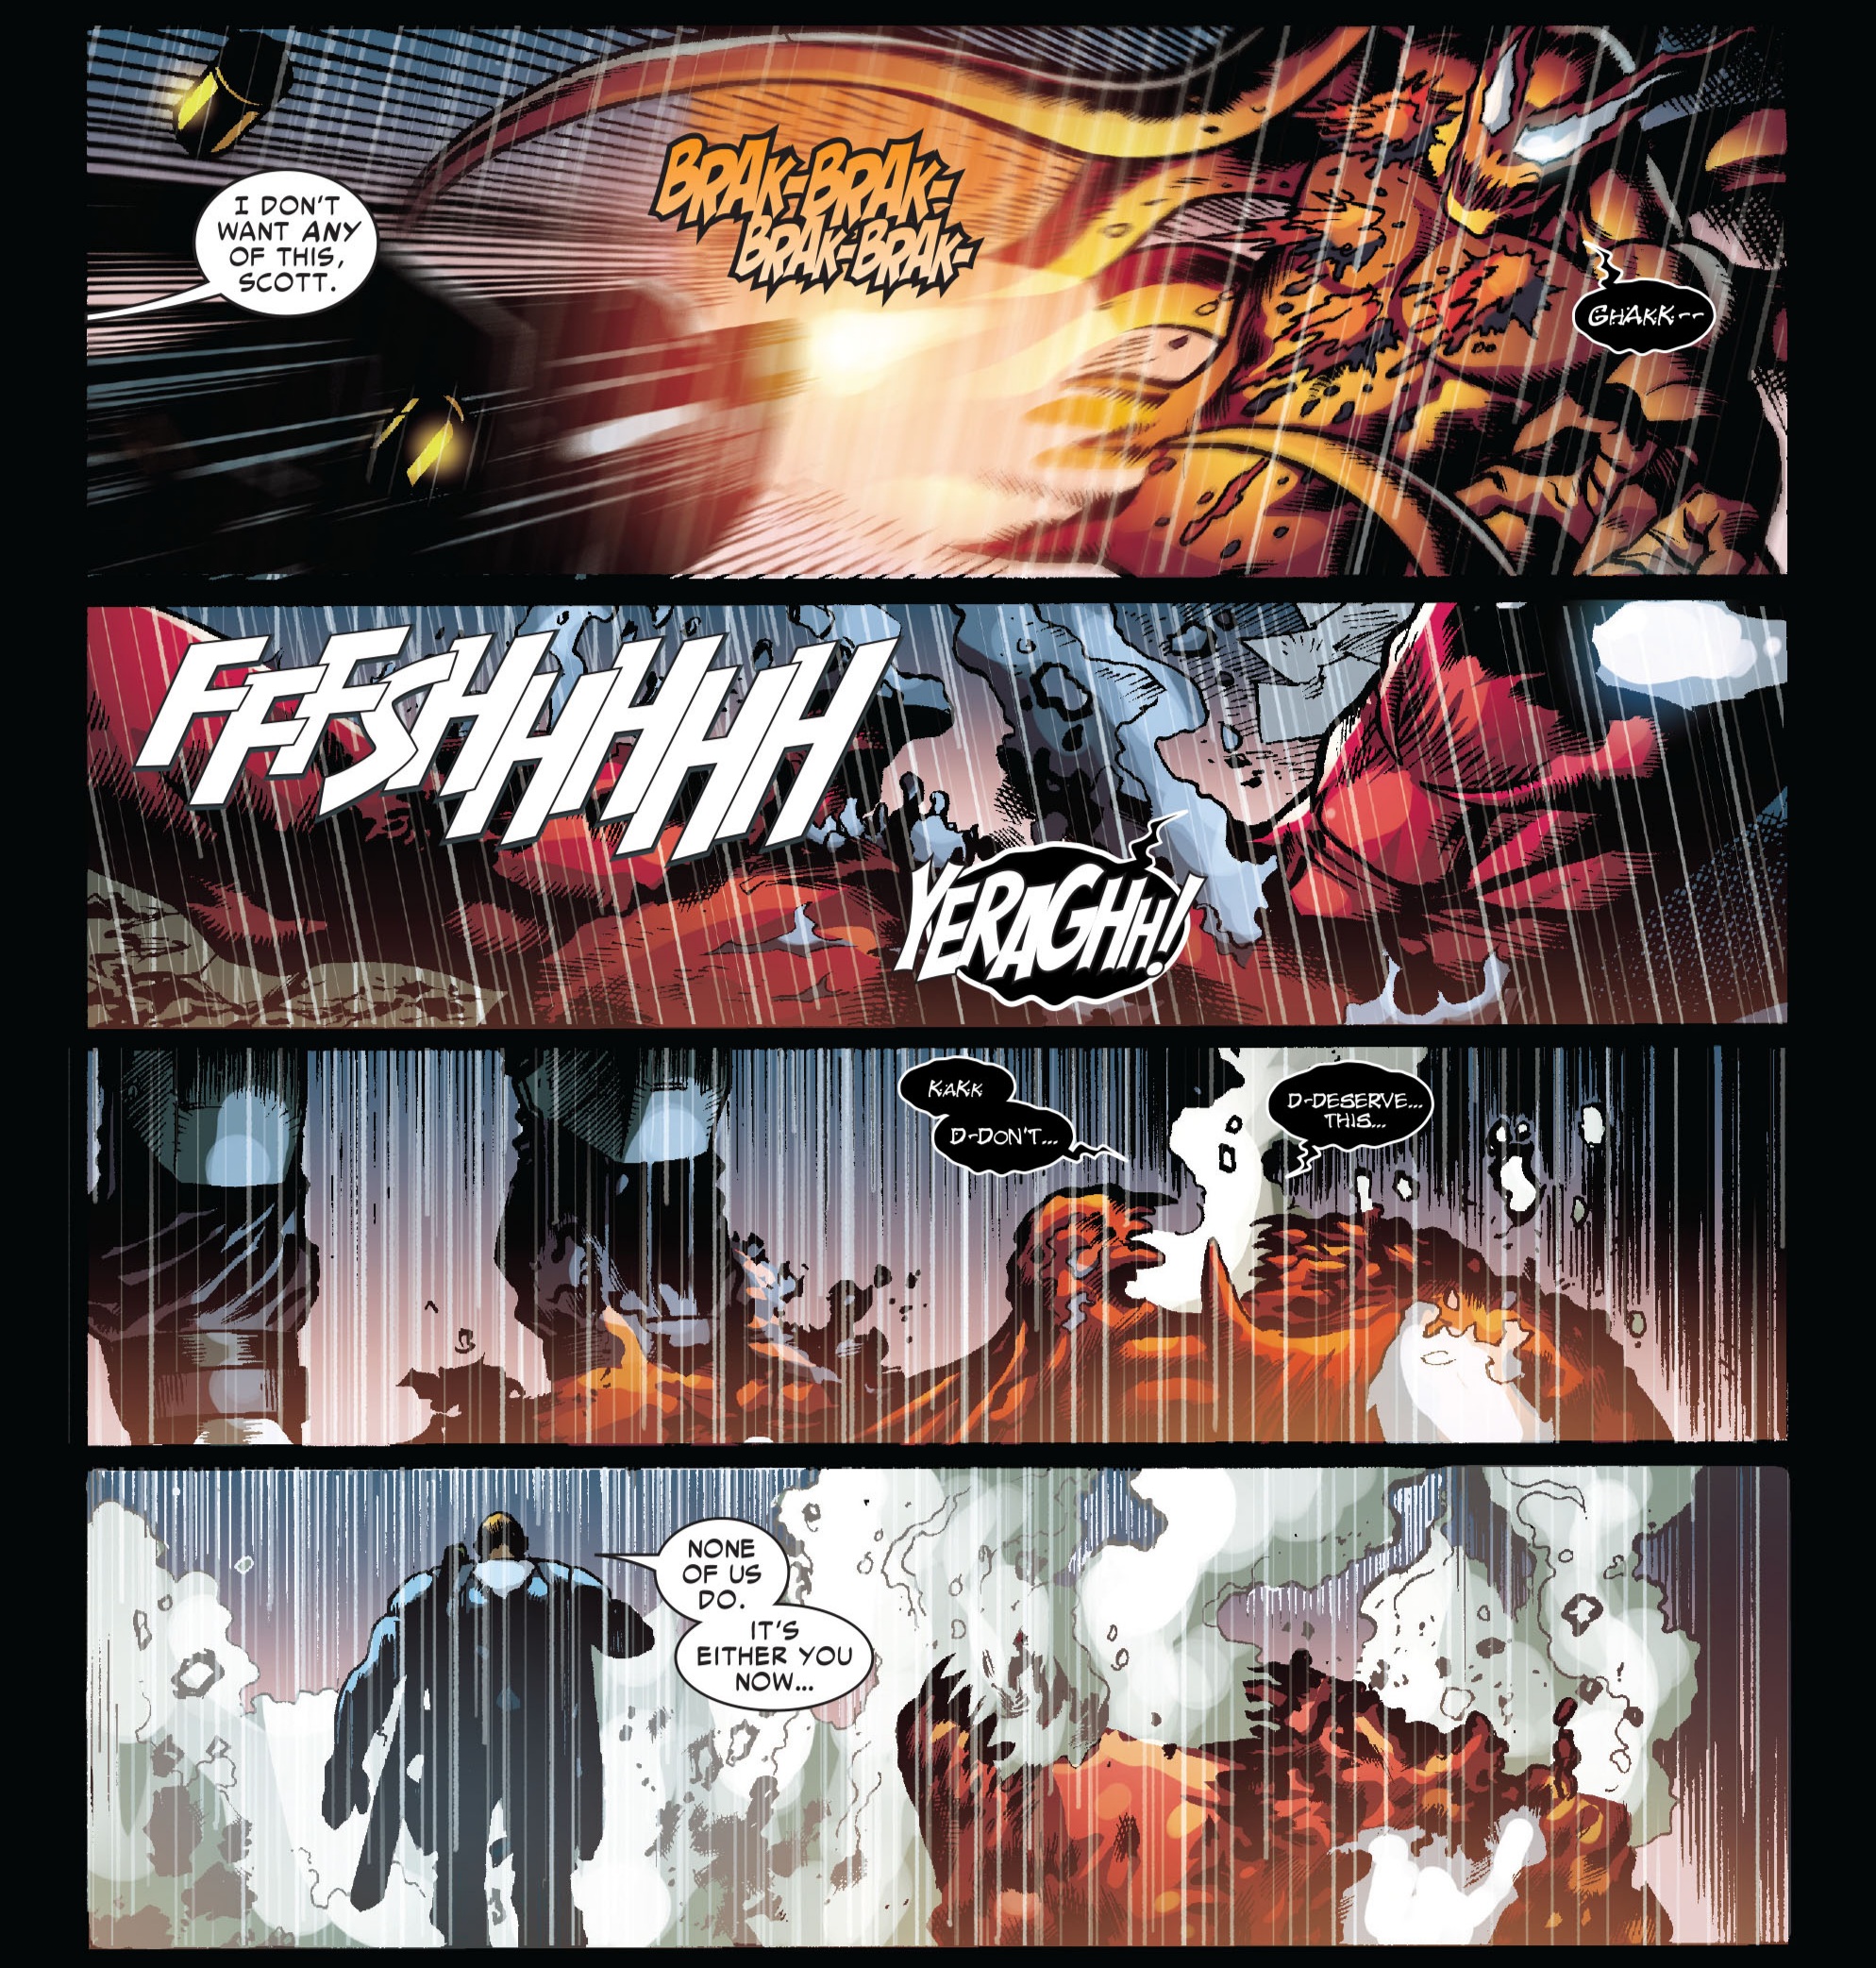 I DON'T
WANT ANY
OF THIS,
SCOTT.
BRAK-BRAK-
BRAK-BRAK-
GHAKK--
FFFSHHHHHH
YERAGHH!
KAKK
D-DON'T...
D-DESERVE...
THIS...
NONE
OF US
DO.
IT'S
EITHER YOU
NOW...